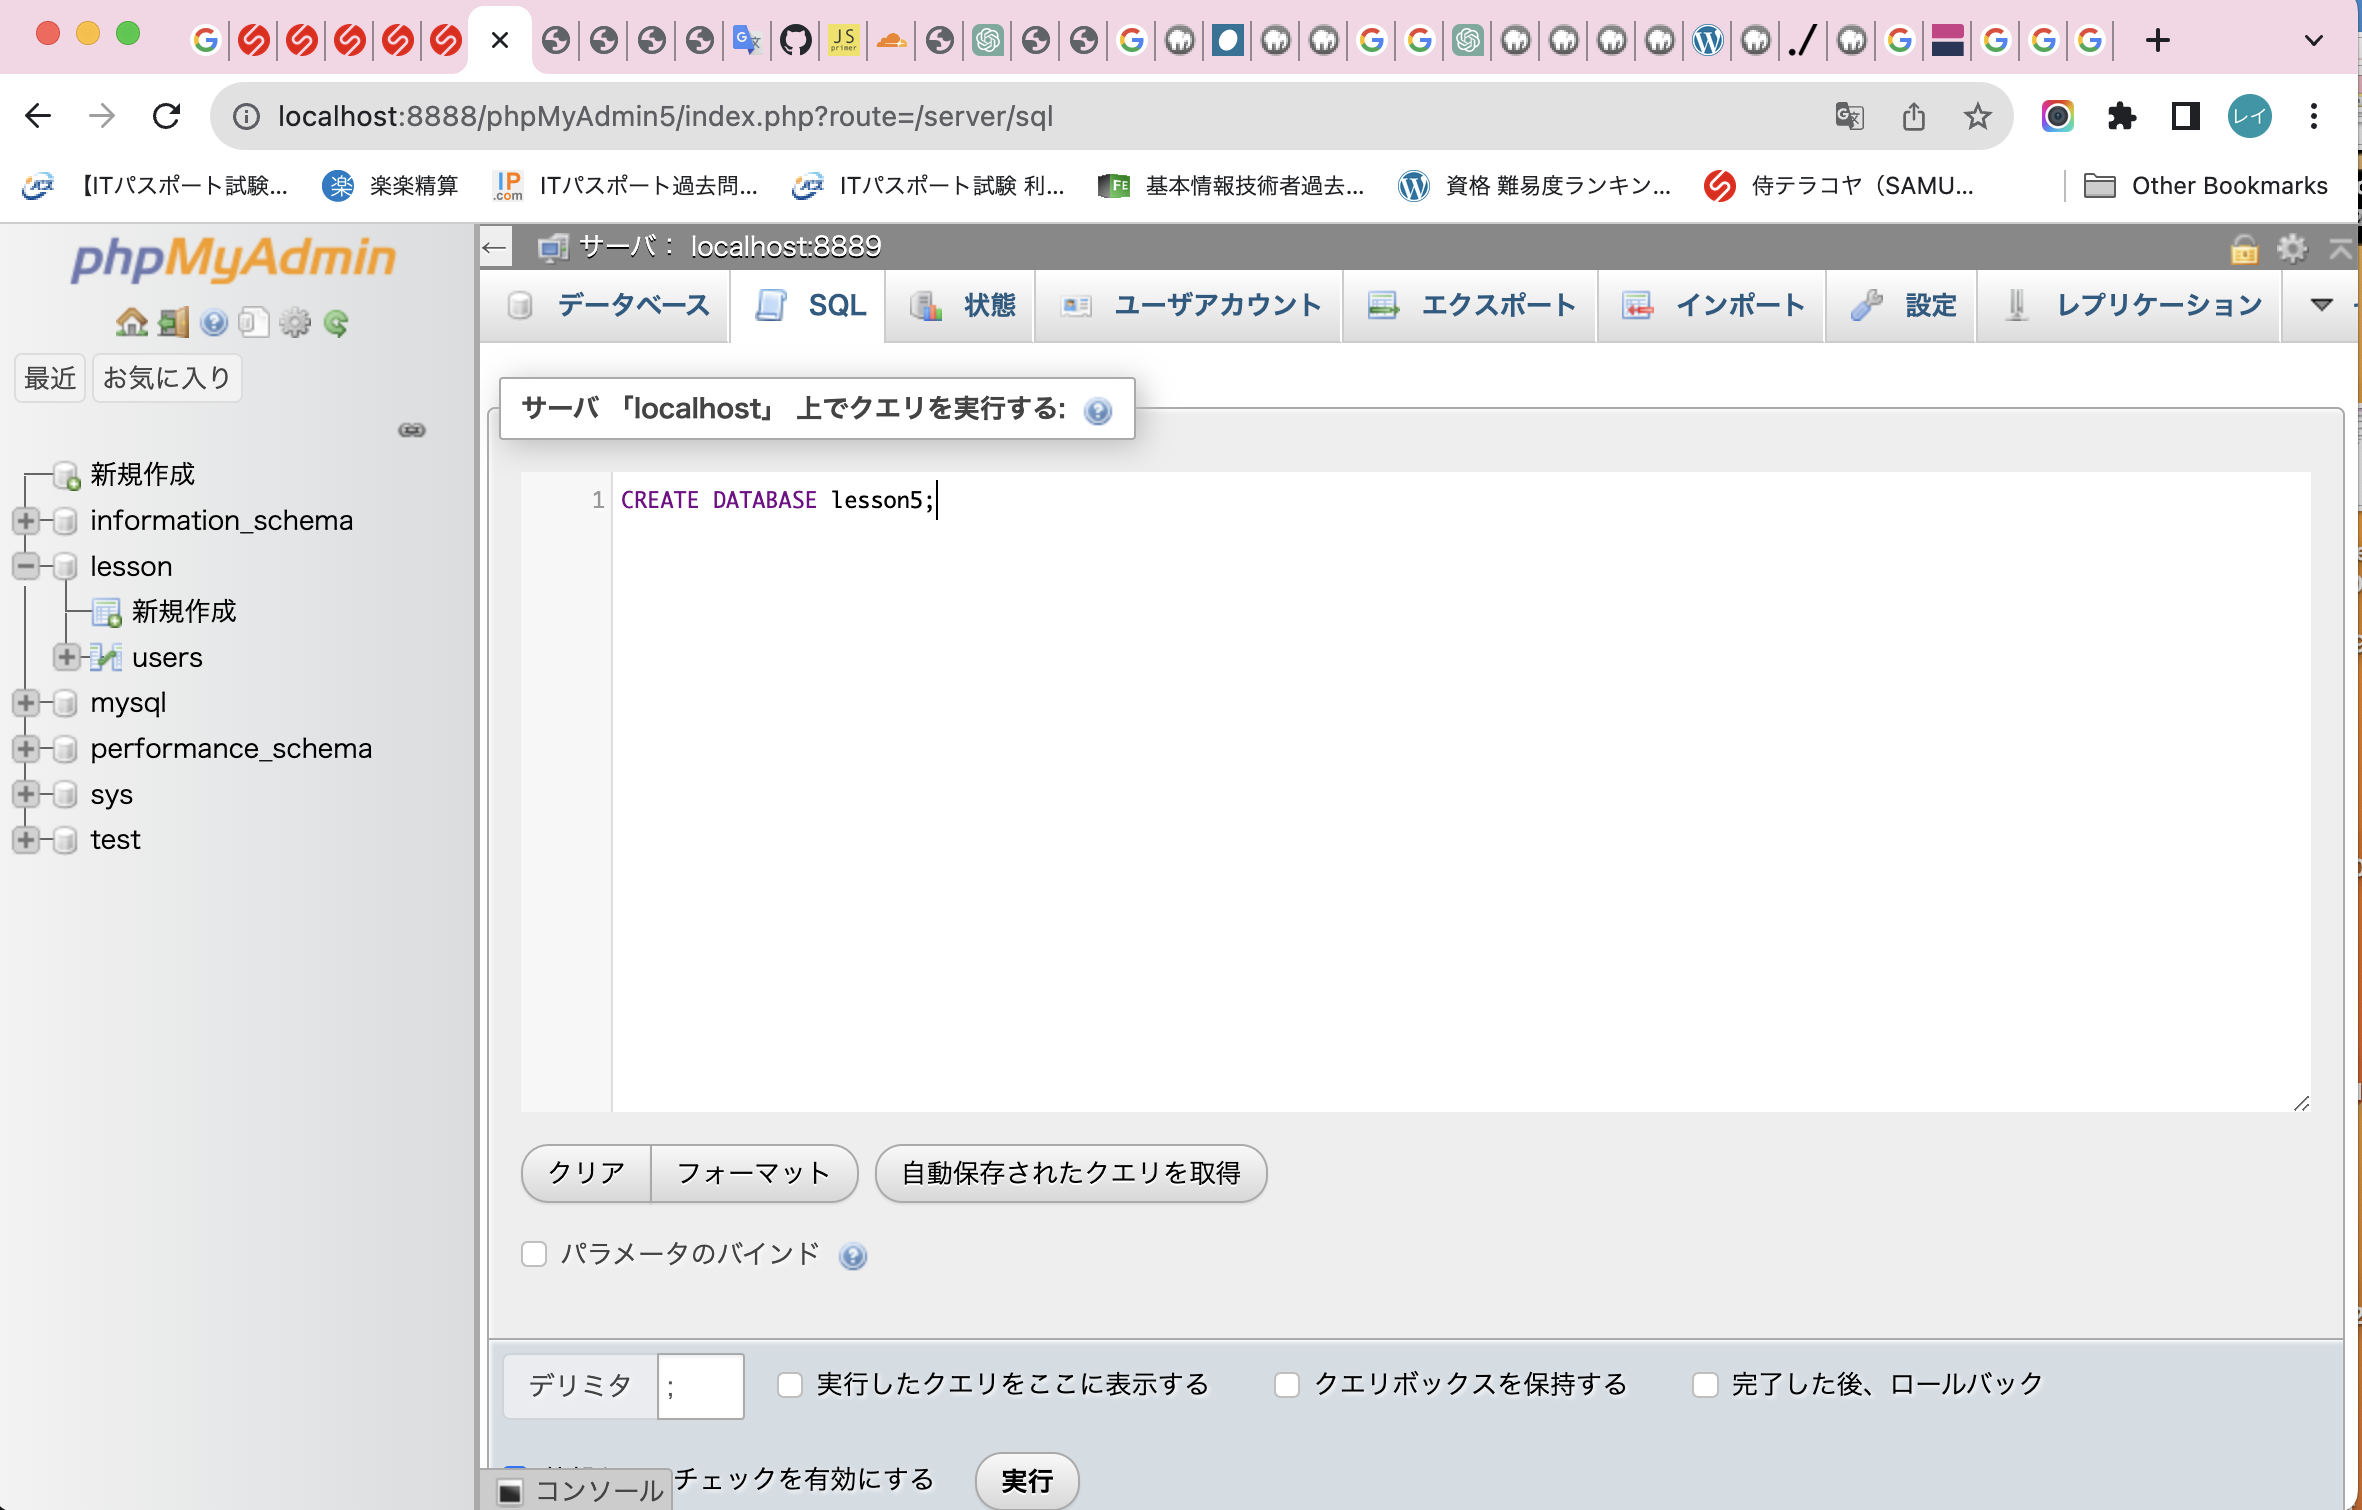 JS
primer
localhost:8888/phpMyAdmin5/index.php?route=/server/sql
レイ
【ITパスポート試験...
楽
楽楽精算
IP
.com
ITパスポート過去問...
ITパスポート試験 利...
FE
基本情報技術者過去...
資格 難易度ランキン...
侍テラコヤ（SAMU...
Other Bookmarks
phpMyAdmin
最近
お気に入り
新規作成
information_schema
lesson
新規作成
users
mysql
performance_schema
sys
test
サーバ： localhost:8889
データベース
SQL
状態
ユーザアカウント
エクスポート
インポート
設定
レプリケーション
サーバ 「localhost」 上でクエリを実行する:
1
CREATE DATABASE lesson5;
クリア
フォーマット
自動保存されたクエリを取得
パラメータのバインド
デリミタ
;
実行したクエリをここに表示する
クエリボックスを保持する
完了した後、ロールバック
チェックを有効にする
実行
コンソール